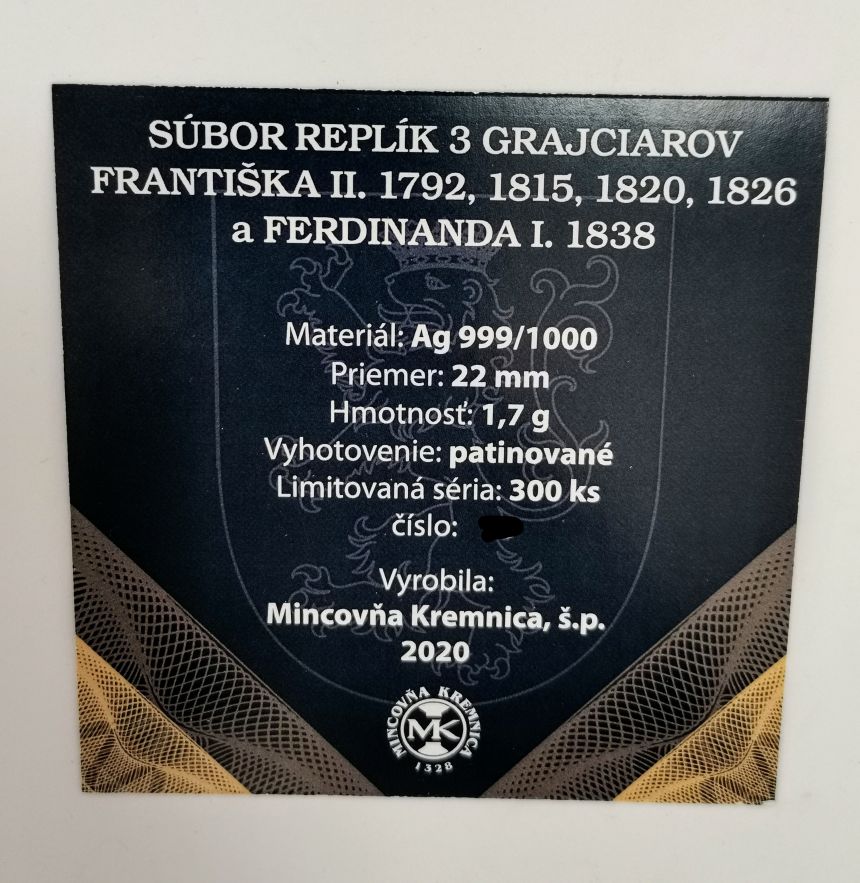 SÚBOR REPLÍK 3 GRAJCIAROV
FRANTIŠKA II. 1792, 1815, 1820, 1826
a FERDINANDA I. 1838
Materiál: Ag 999/1000
Priemer: 22 mm
Hmotnosť: 1,7 g
Vyhotovenie: patinované
Limitovaná séria: 300 ks
číslo:
Vyrobila:
Mincovňa Kremnica, š.p.
2020
MINCOVŇA KREMNICA
MK
1328